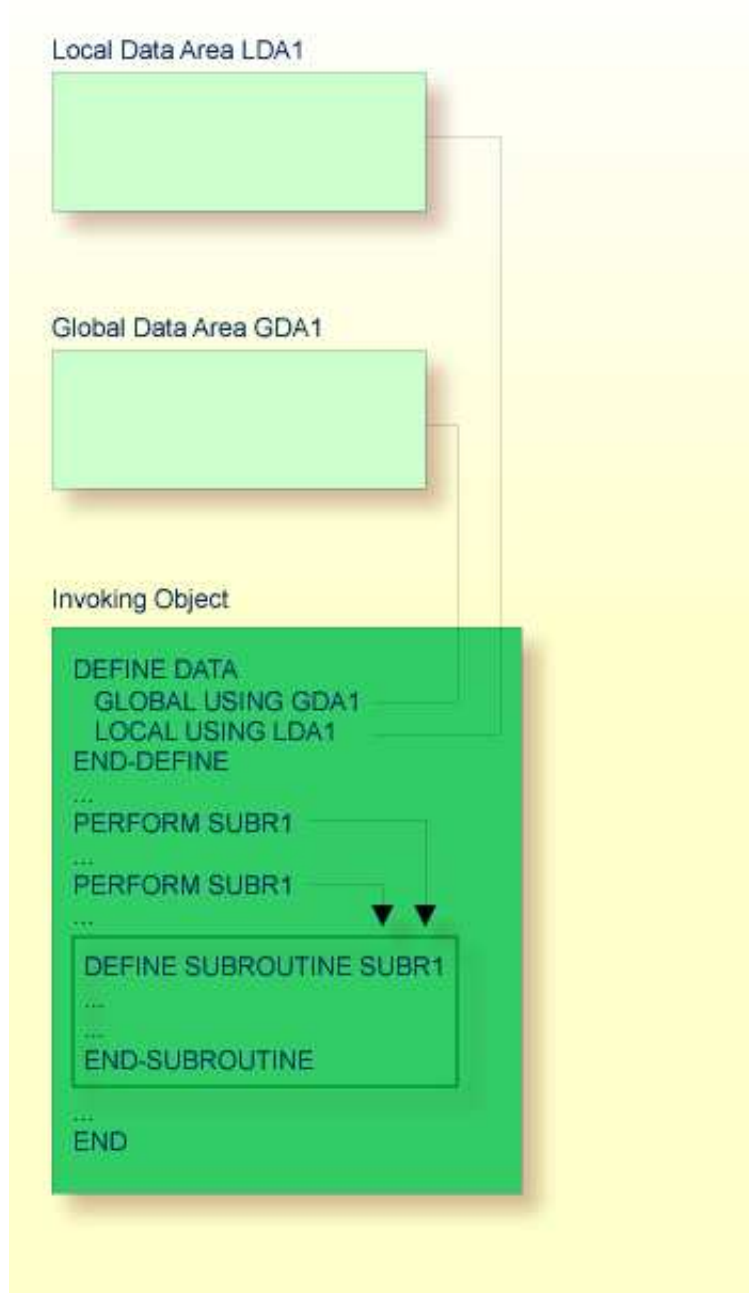 Local Data Area LDA1
Global Data Area GDA1
Invoking Object
DEFINE DATA
GLOBAL USING GDA1
LOCAL USING LDA1
END-DEFINE
...
PERFORM SUBR1
...
PERFORM SUBR1
...
DEFINE SUBROUTINE SUBR1
...
...
END-SUBROUTINE
...
END